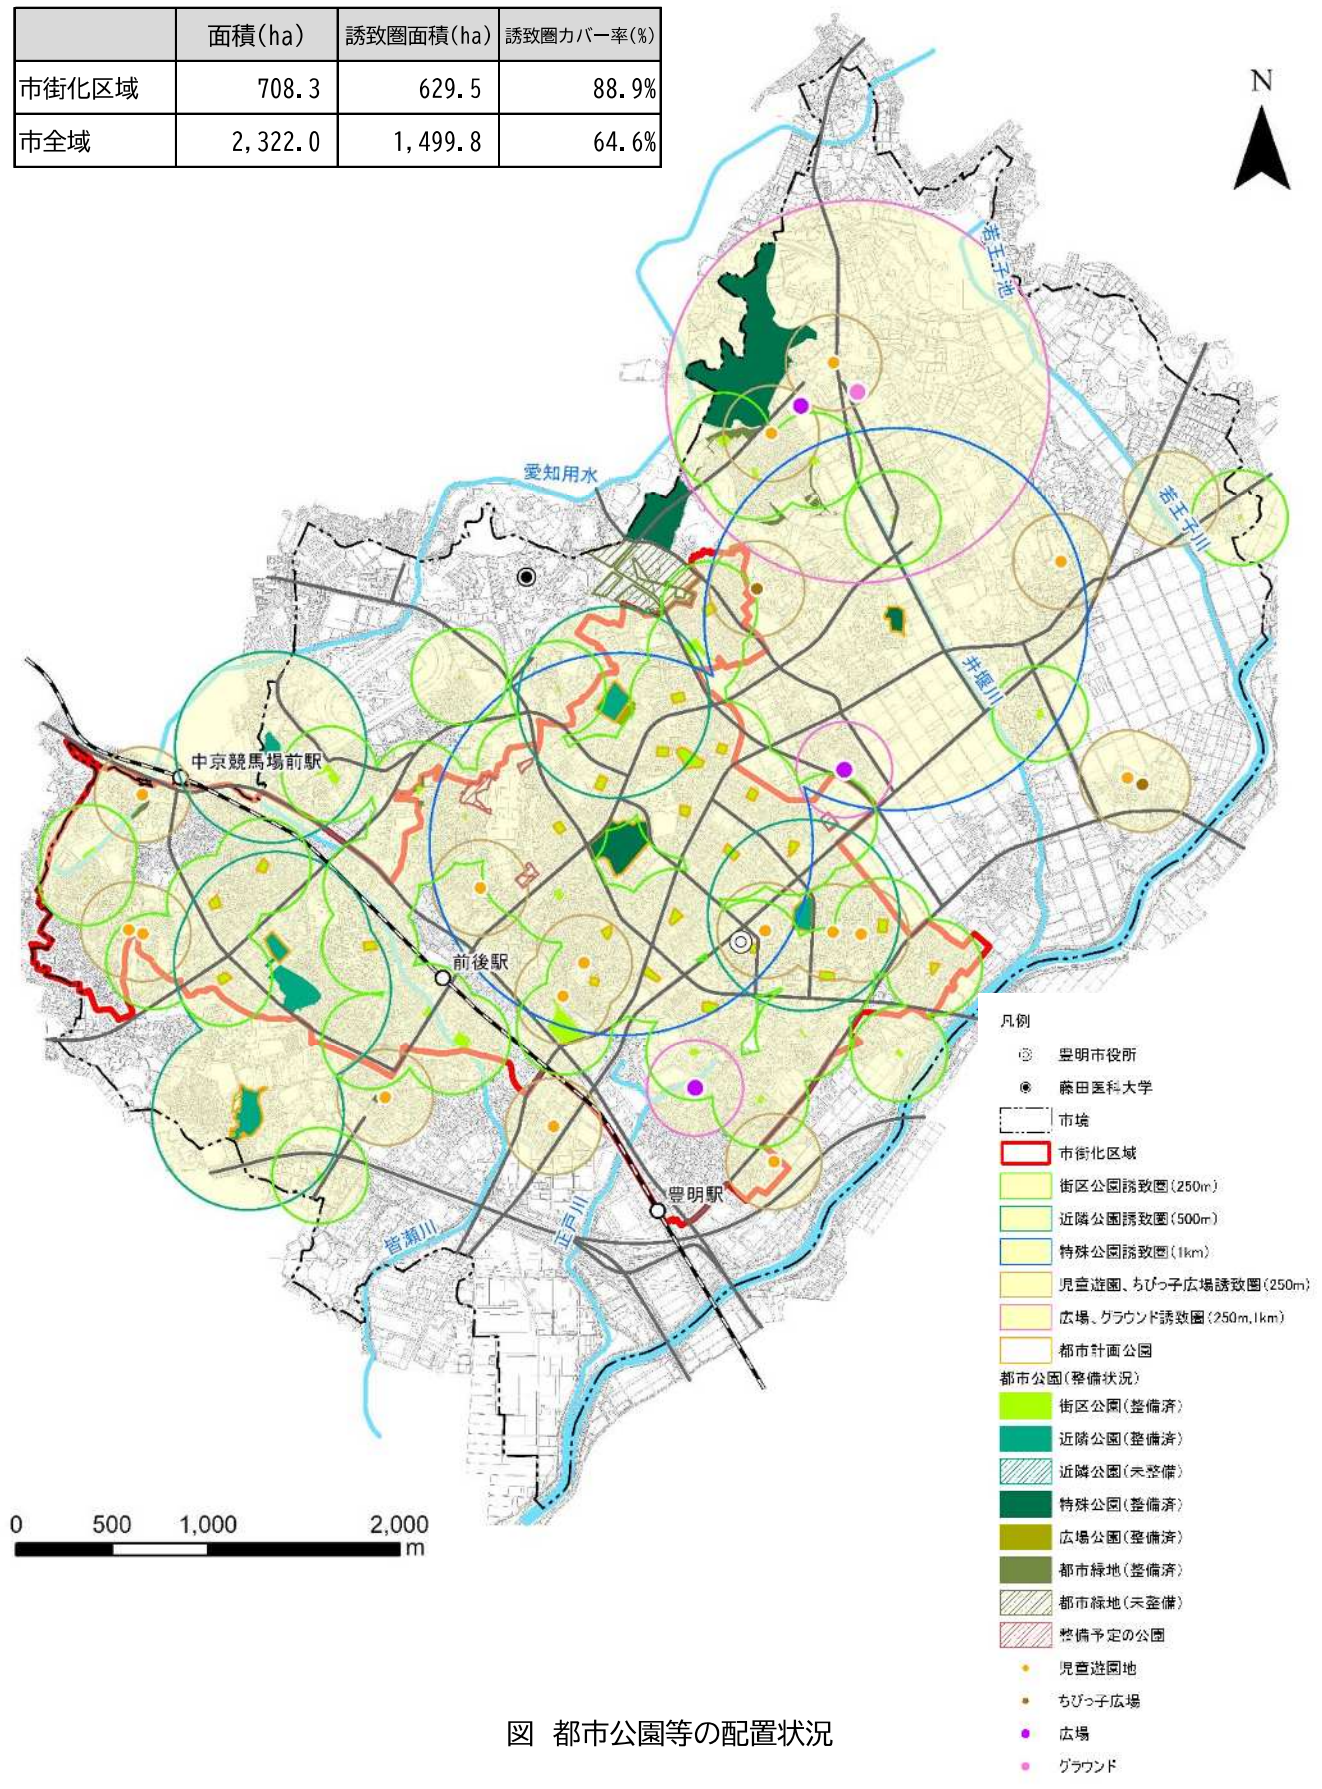 面積(ha) 誘致圏面積(ha) 誘致圏カバー率(%)
市街化区域 708.3 629.5 88.9%
市全域 2,322.0 1,499.8 64.6%
N
若王子池
愛知用水
若王子川
井堰川
中京競馬場前駅
前後駅
豊明駅
皆瀬川
正戸川
0 500 1,000 2,000
m
凡例
豊明市役所
藤田医科大学
市境
市街化区域
街区公園誘致圏(250m)
近隣公園誘致圏(500m)
特殊公園誘致圏(1km)
児童遊園、ちびっ子広場誘致圏(250m)
広場、グラウンド誘致圏(250m,1km)
都市計画公園
都市公園(整備状況)
街区公園(整備済)
近隣公園(整備済)
近隣公園(未整備)
特殊公園(整備済)
広場公園(整備済)
都市緑地(整備済)
都市緑地(未整備)
整備予定の公園
児童遊園地
ちびっ子広場
広場
グラウンド
図 都市公園等の配置状況